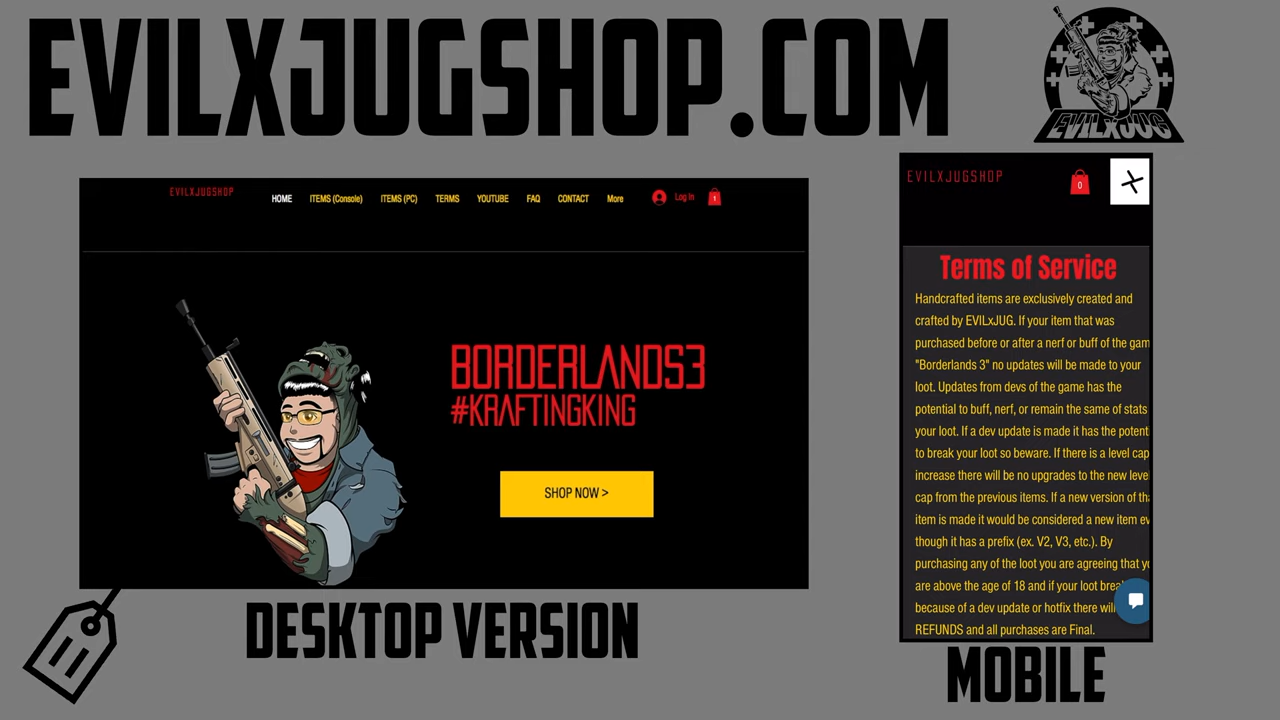 EVILXJUGSHOP.COM
EVILXJUG
EVILXJUGSHOP
HOME
ITEMS (Console)
ITEMS (PC)
TERMS
YOUTUBE
FAQ
CONTACT
More
Log In
1
BORDERLANDS3
#KRAFTINGKING
SHOP NOW >
DESKTOP VERSION
EVILXJUGSHOP
0
Terms of Service
Handcrafted items are exclusively created and
crafted by EVILxJUG. If your item that was
purchased before or after a nerf or buff of the gam
"Borderlands 3" no updates will be made to your
loot. Updates from devs of the game has the
potential to buff, nerf, or remain the same of stats
your loot. If a dev update is made it has the potent
to break your loot so beware. If there is a level cap
increase there will be no upgrades to the new leve
cap from the previous items. If a new version of tha
item is made it would be considered a new item ev
though it has a prefix (ex. V2, V3, etc.). By
purchasing any of the loot you are agreeing that yo
are above the age of 18 and if your loot brea
because of a dev update or hotfix there will
REFUNDS and all purchases are Final.
MOBILE